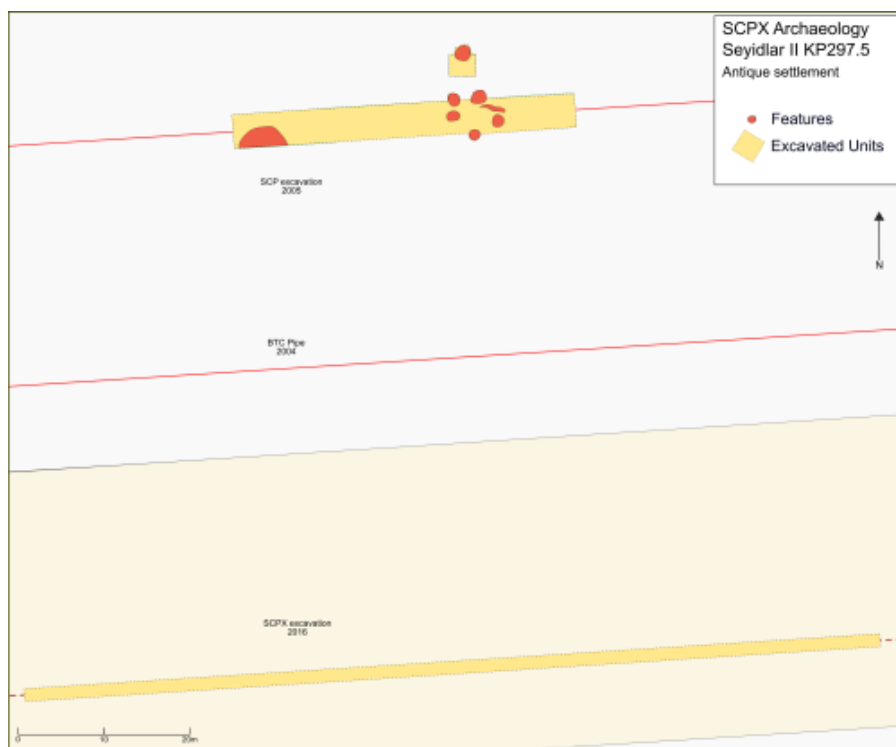 SCPX Archaeology
Seyidlar II KP297.5
Antique settlement
Features
Excavated Units
N
SCP excavation
2005
BTC Pipe
2004
SCPX excavation
2016
0 10 20m